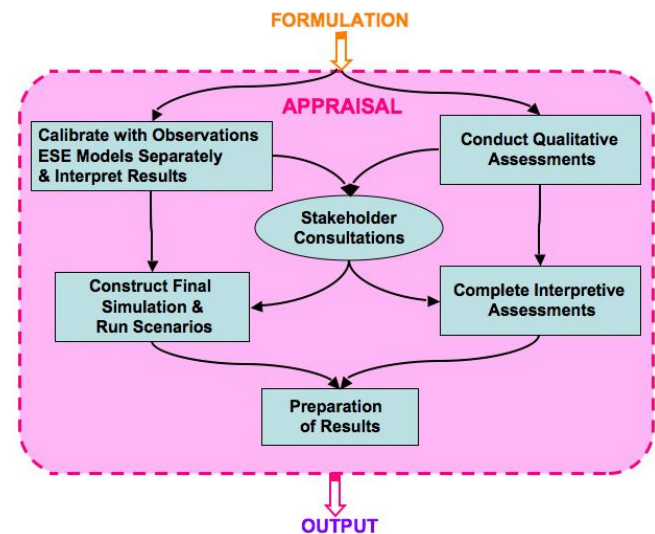 FORMULATION
APPRAISAL
Calibrate with Observations
ESE Models Separately
& Interpret Results
Conduct Qualitative
Assessments
Stakeholder
Consultations
Construct Final
Simulation &
Run Scenarios
Complete Interpretive
Assessments
Preparation
of Results
OUTPUT